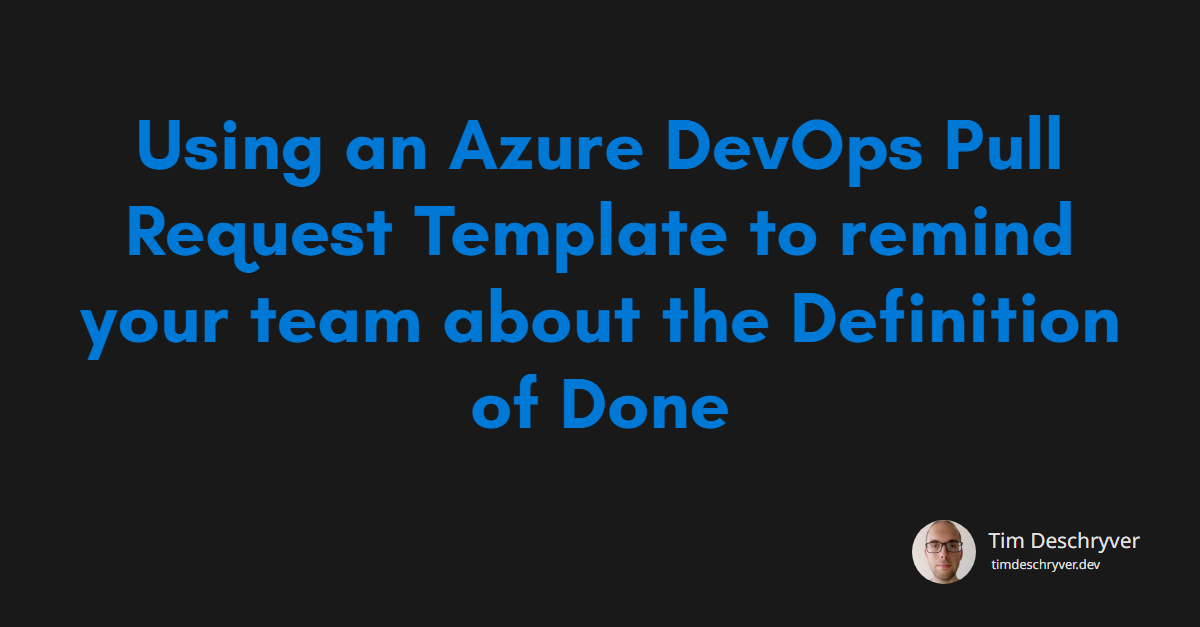 Using an Azure DevOps Pull
Request Template to remind
your team about the Definition
of Done
Tim Deschryver
timdeschryver.dev